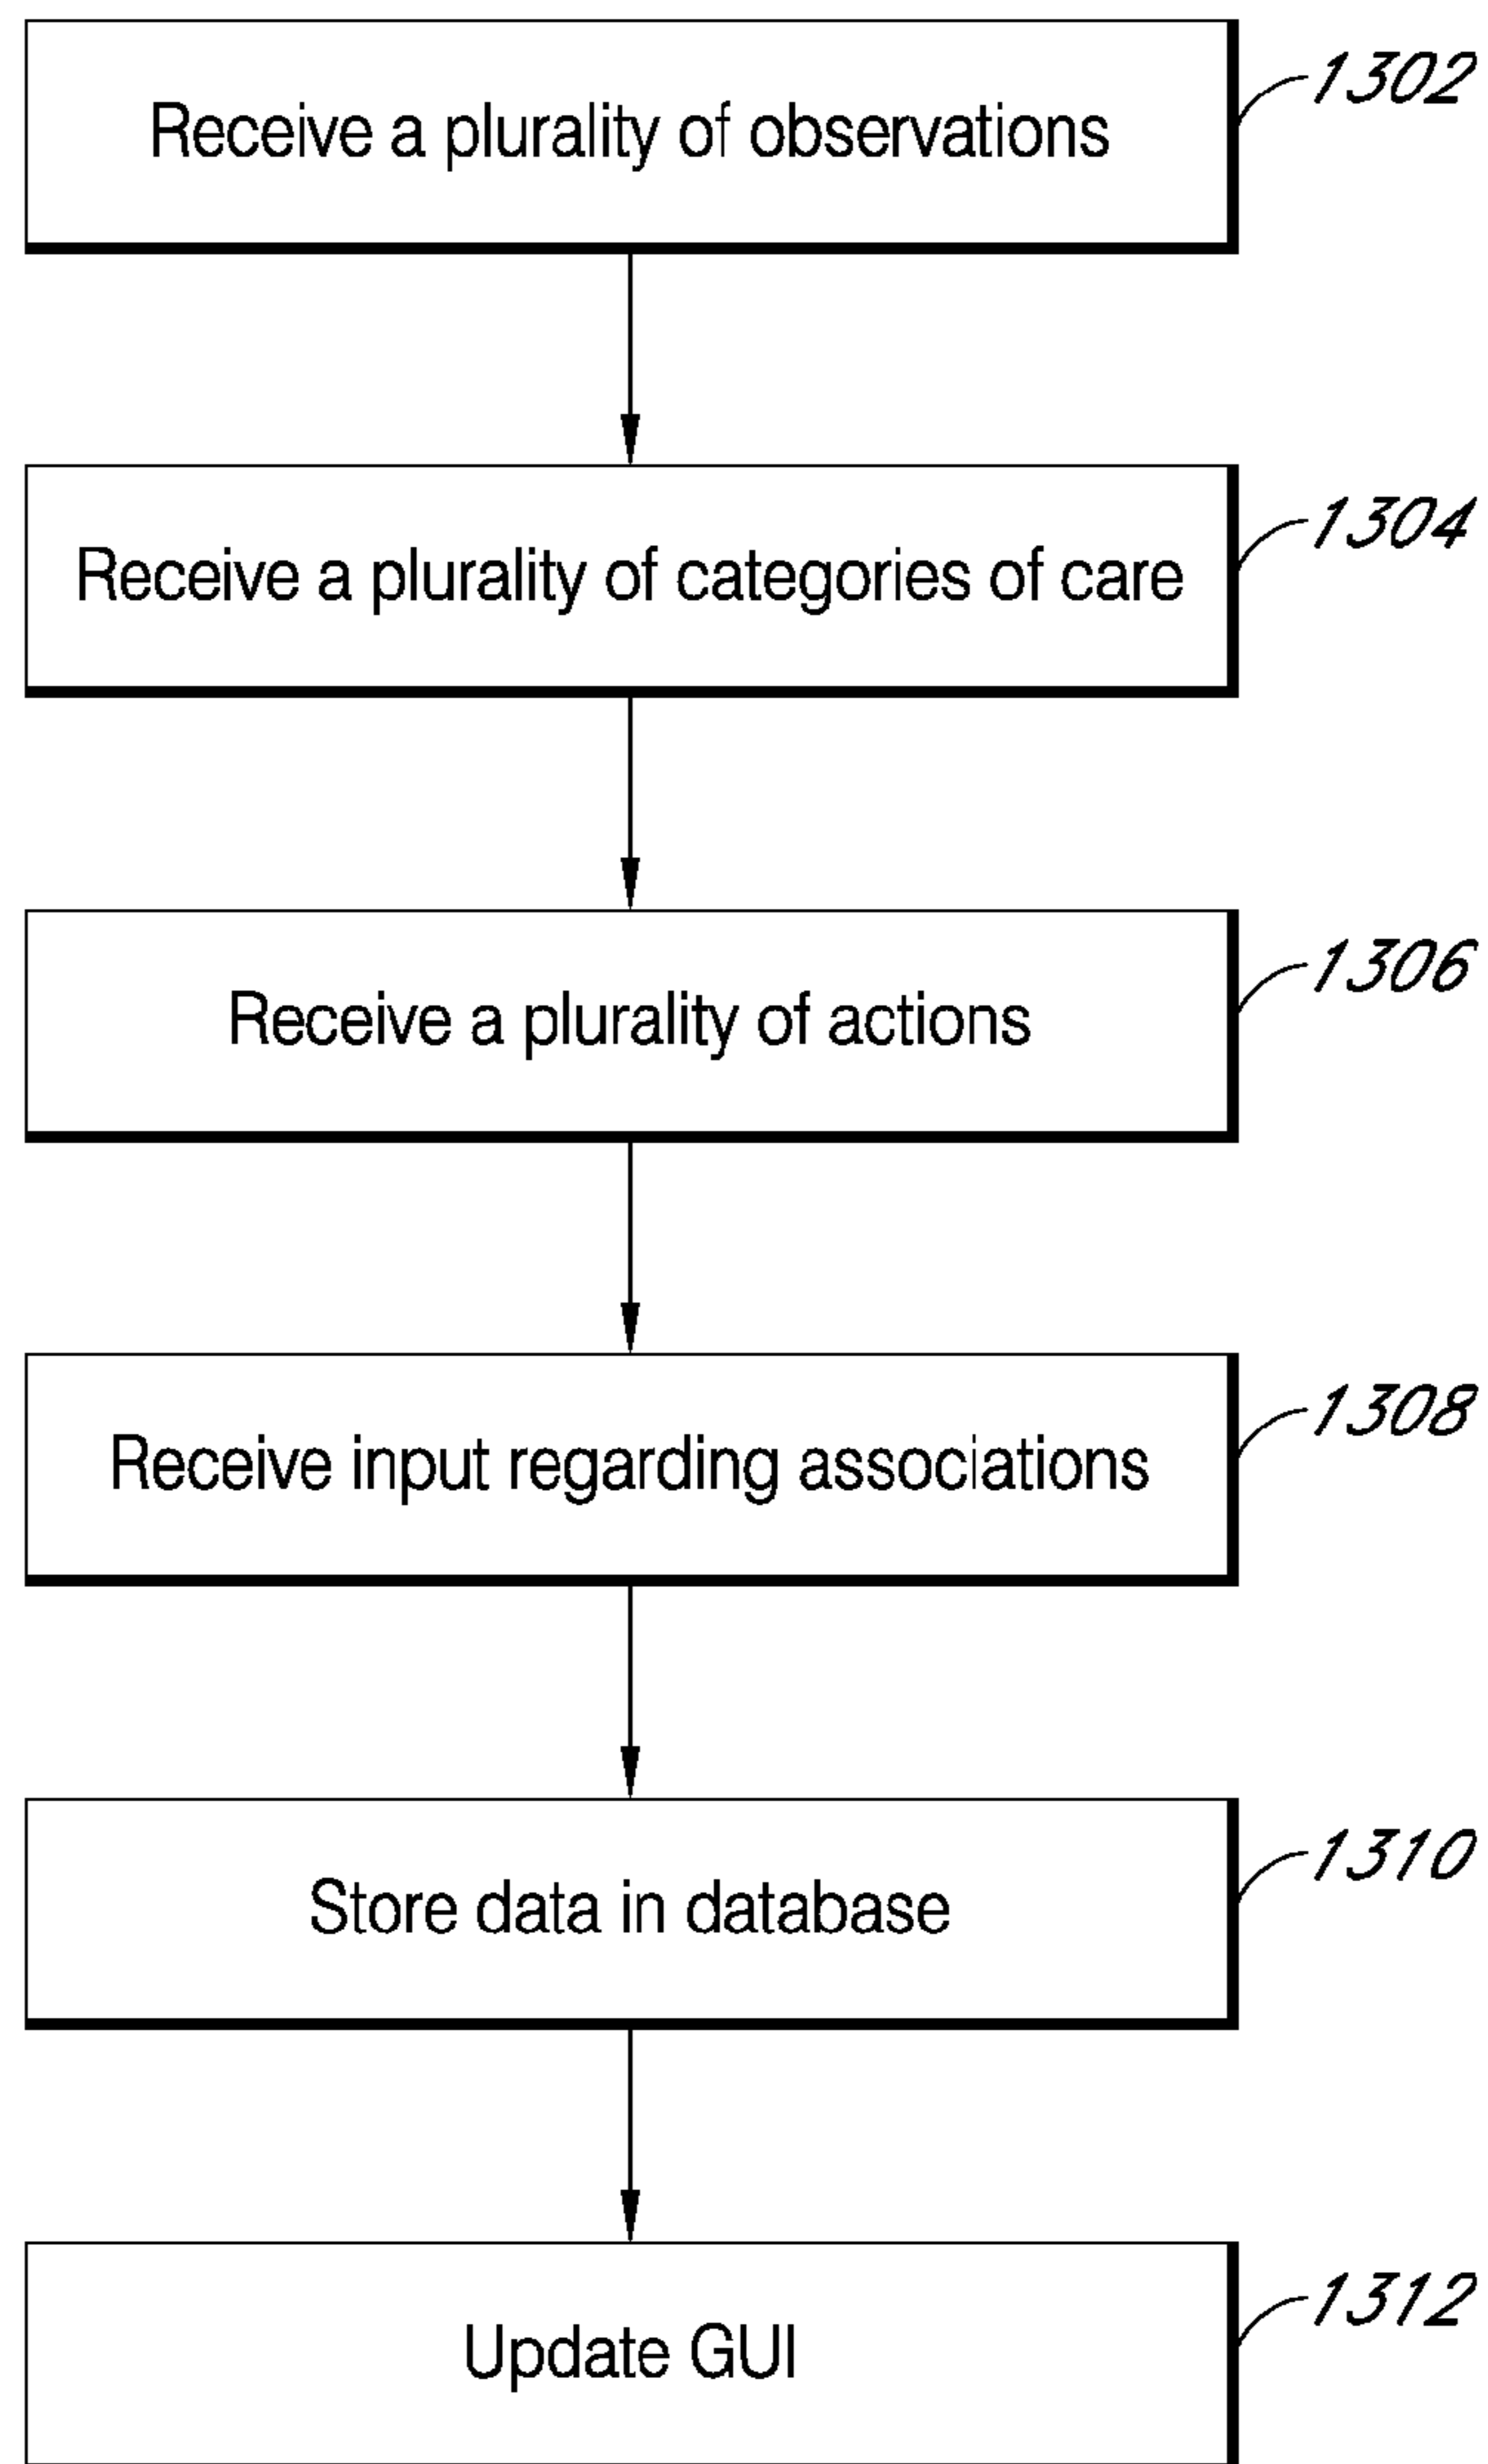 Receive a plurality of observations
1302
Receive a plurality of categories of care
1304
Receive a plurality of actions
1306
Receive input regarding associations
1308
Store data in database
1310
Update GUI
1312